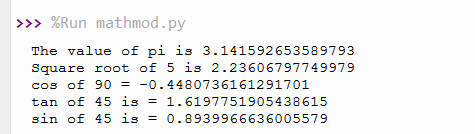 >>> %Run mathmod.py
The value of pi is 3.141592653589793
Square root of 5 is 2.23606797749979
cos of 90 = -0.4480736161291701
tan of 45 is = 1.6197751905438615
sin of 45 is = 0.8939966636005579